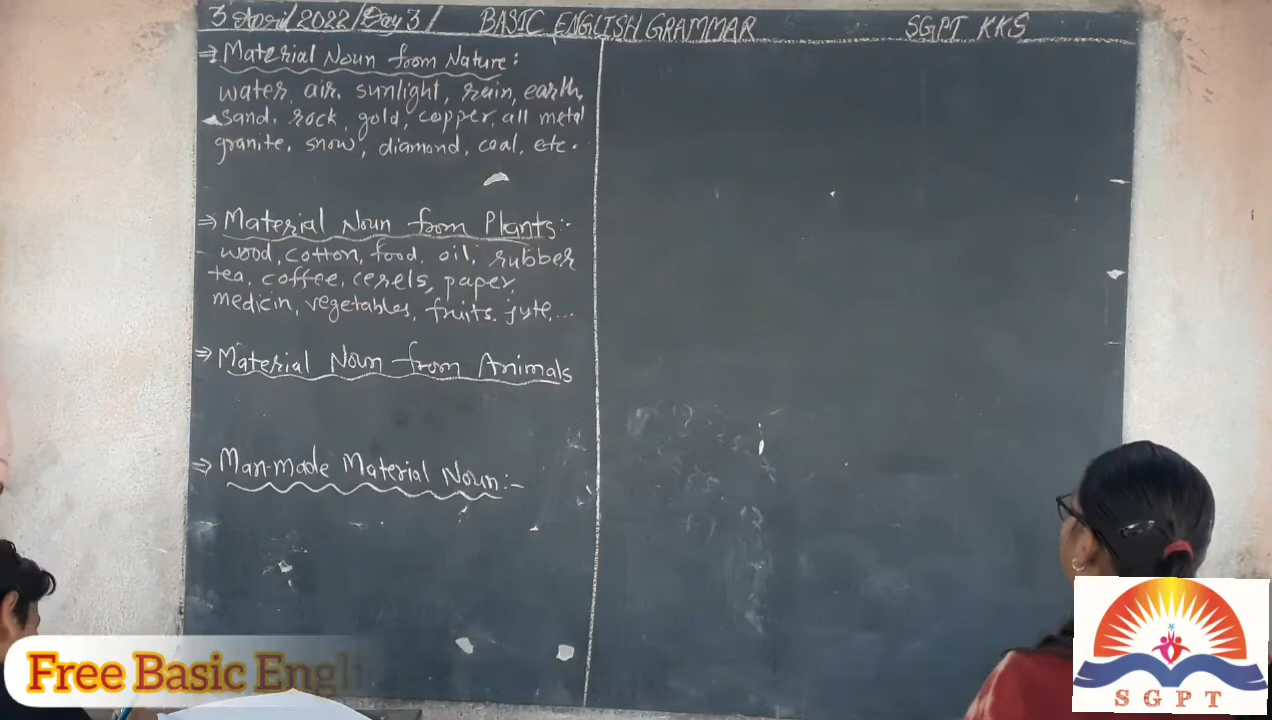 3 April/2022/Day 3/ BASIC ENGLISH GRAMMAR SGPT KKS
⇒ Material Noun from Nature:
water, air, sunlight, rain, earth,
sand, rock, gold, copper, all metal
granite, snow, diamond, coal, etc.
⇒ Material Noun from Plants:-
wood, cotton, food, oil, rubber
tea, coffee, cerels, paper,
medicin, vegetables, fruits, jute,...
⇒ Material Noun from Animals
⇒ Man-made Material Noun:-
Free Basic Engl
SGPT